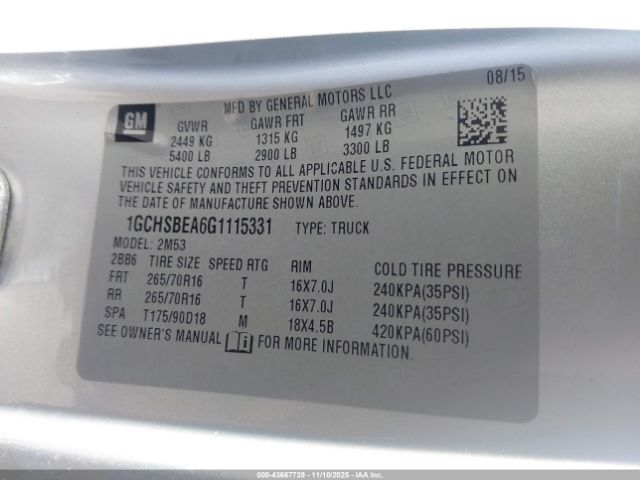 08/15
MFD BY GENERAL MOTORS LLC
GM
GVWR GAWR FRT GAWR RR
2449 KG 1315 KG 1497 KG
5400 LB 2900 LB 3300 LB
THIS VEHICLE CONFORMS TO ALL APPLICABLE U.S. FEDERAL MOTOR
VEHICLE SAFETY AND THEFT PREVENTION STANDARDS IN EFFECT ON
THE DATE OF MANUFACTURE SHOWN ABOVE.
1GCHSBEA6G1115331 TYPE: TRUCK
MODEL: 2M53
2BB6 TIRE SIZE SPEED RTG RIM COLD TIRE PRESSURE
FRT 265/70R16 T 16X7.0J 240KPA(35PSI)
RR 265/70R16 T 16X7.0J 240KPA(35PSI)
SPA T175/90D18 M 18X4.5B 420KPA(60PSI)
SEE OWNER'S MANUAL FOR MORE INFORMATION.
000-43667739 - 11/10/2025 - IAAI.COM